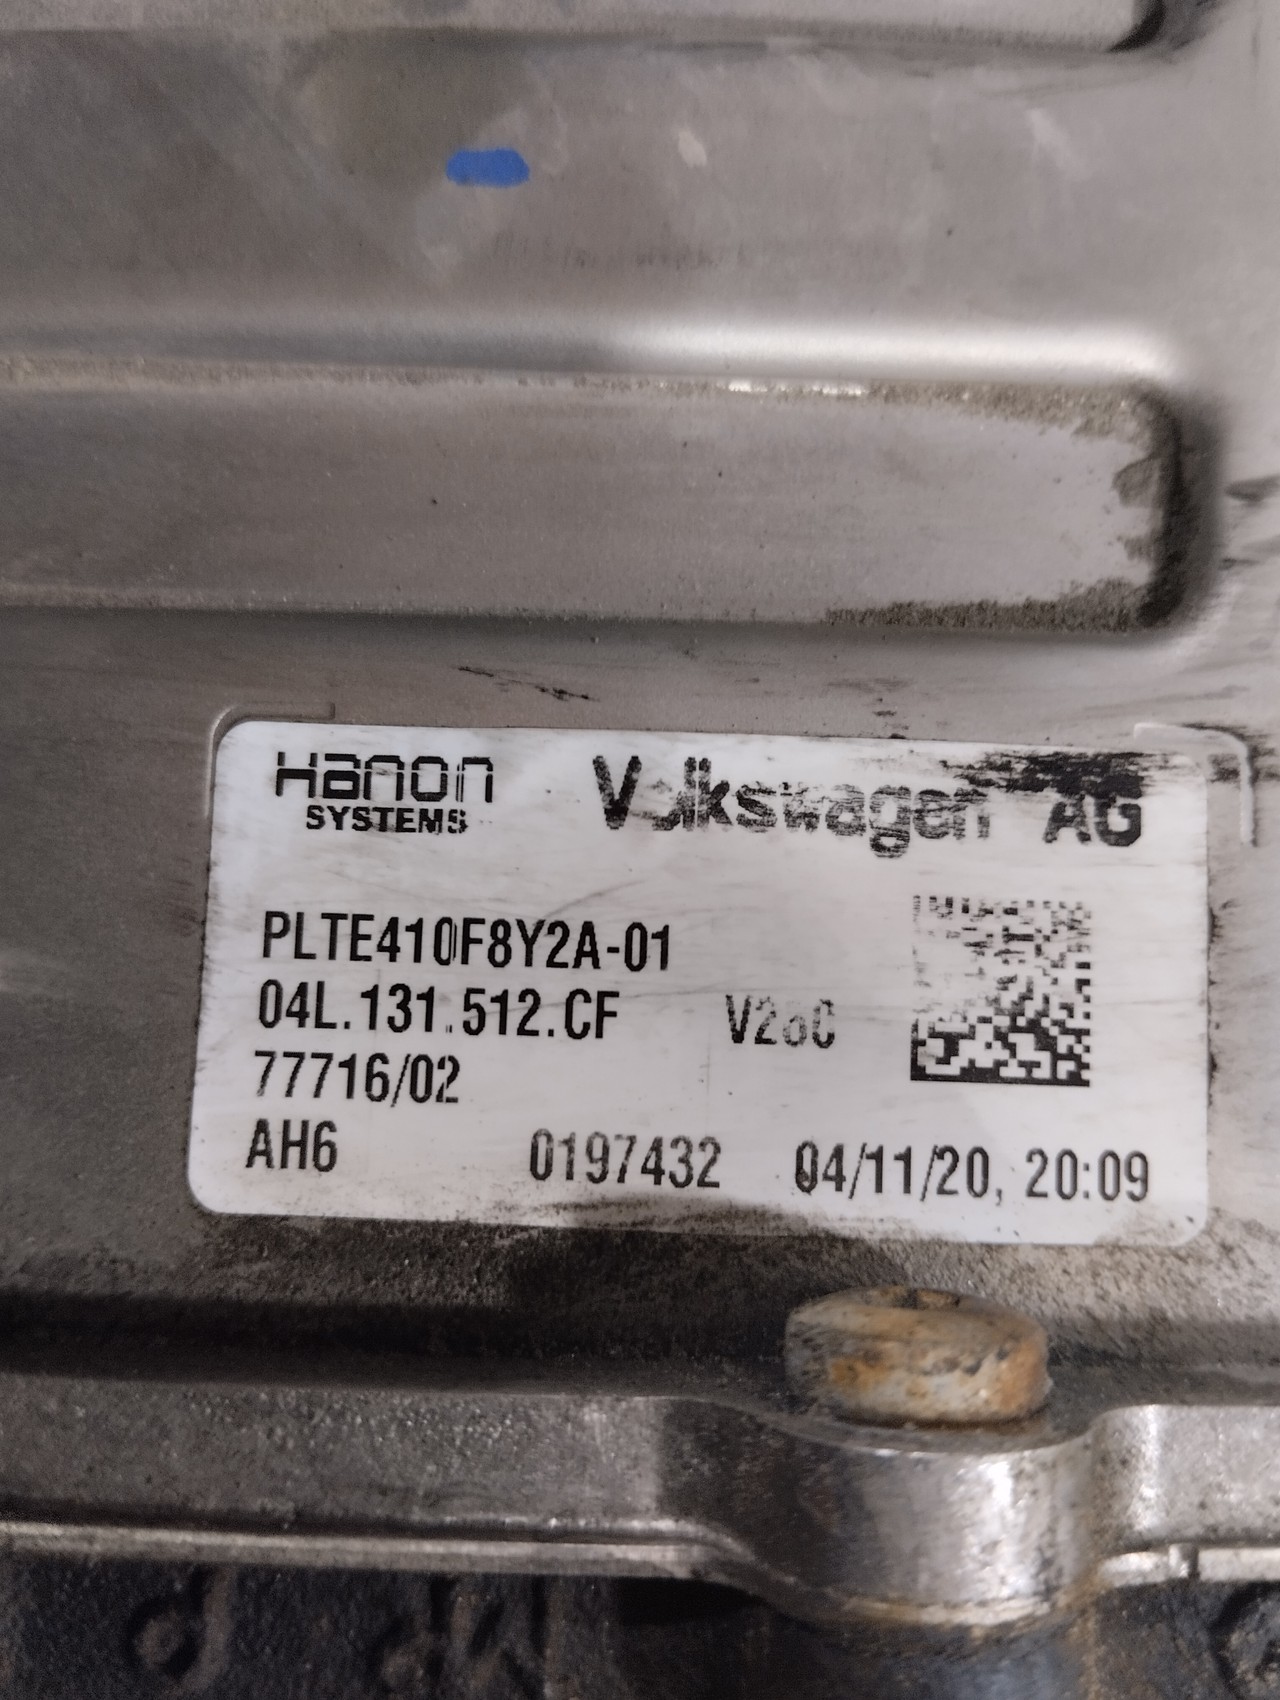 Hanon Volkswagen AG
SYSTEMS
PLTE410F8Y2A-01
04L.131.512.CF
77716/02
AH6 0197432 04/11/20, 20:09